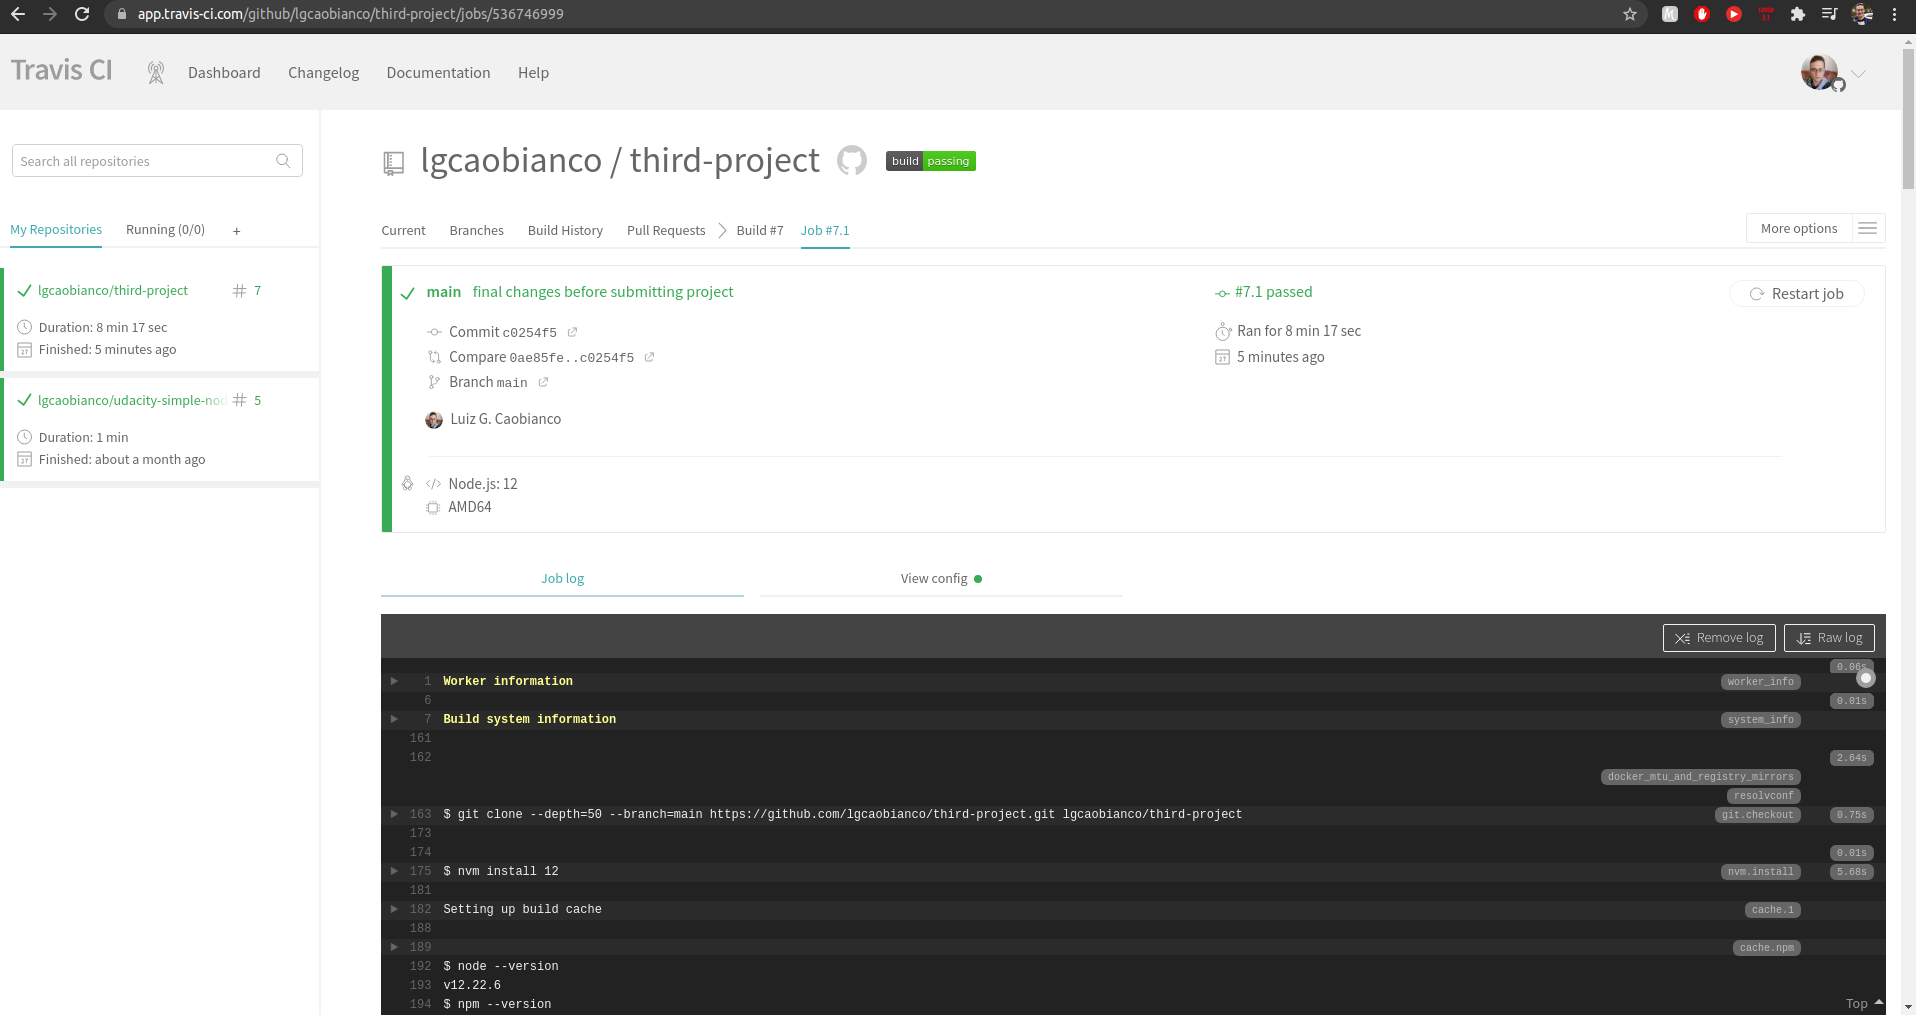 app.travis-ci.com/github/lgcaobianco/third-project/jobs/536746999
Travis CI Dashboard Changelog Documentation Help
Search all repositories
My Repositories Running (0/0) +
lgcaobianco/third-project # 7
Duration: 8 min 17 sec
Finished: 5 minutes ago
lgcaobianco/udacity-simple-nod # 5
Duration: 1 min
Finished: about a month ago
lgcaobianco / third-project build passing
Current Branches Build History Pull Requests Build #7 Job #7.1 More options
main final changes before submitting project
Commit c0254f5
Compare 0ae85fe..c0254f5
Branch main
Luiz G. Caobianco
#7.1 passed
Ran for 8 min 17 sec
5 minutes ago
Restart job
</> Node.js: 12
AMD64
Job log View config
Remove log Raw log
0.06s
1 Worker information worker_info
6 0.01s
7 Build system information system_info
161
162 2.64s
docker_mtu_and_registry_mirrors
resolvconf
163 $ git clone --depth=50 --branch=main https://github.com/lgcaobianco/third-project.git lgcaobianco/third-project git.checkout 0.75s
173
174 0.01s
175 $ nvm install 12 nvm.install 5.68s
181
182 Setting up build cache cache.1
188
189 cache.npm
192 $ node --version
193 v12.22.6
194 $ npm --version Top